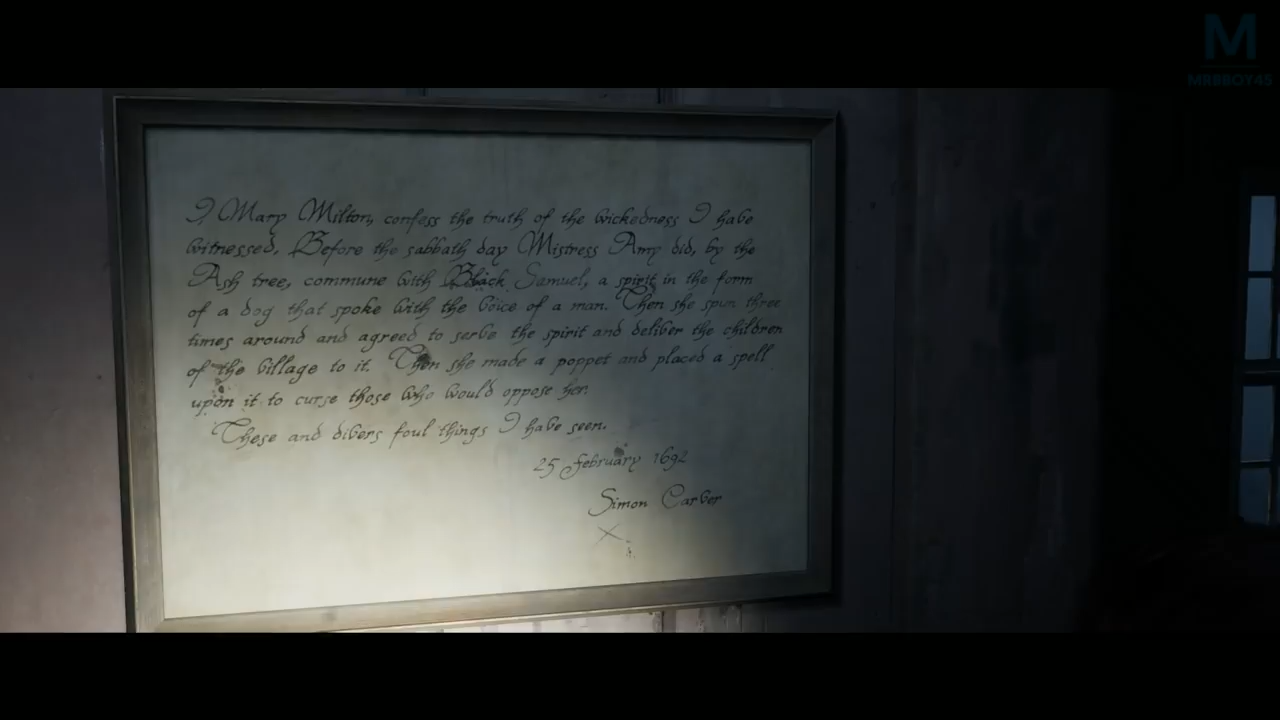 M
MRBBOY45
I, Mary Milton, confess the truth of the wickedness I have
witnessed. Before the sabbath day Mistress Amy did, by the
Ash tree, commune with Black Samuel, a spirit in the form
of a dog that spoke with the voice of a man. Then she spun three
times around and agreed to serve the spirit and deliver the children
of the village to it. Then she made a poppet and placed a spell
upon it to curse those who would oppose her.
These and divers foul things I have seen.
25 February 1692
Simon Carver
X